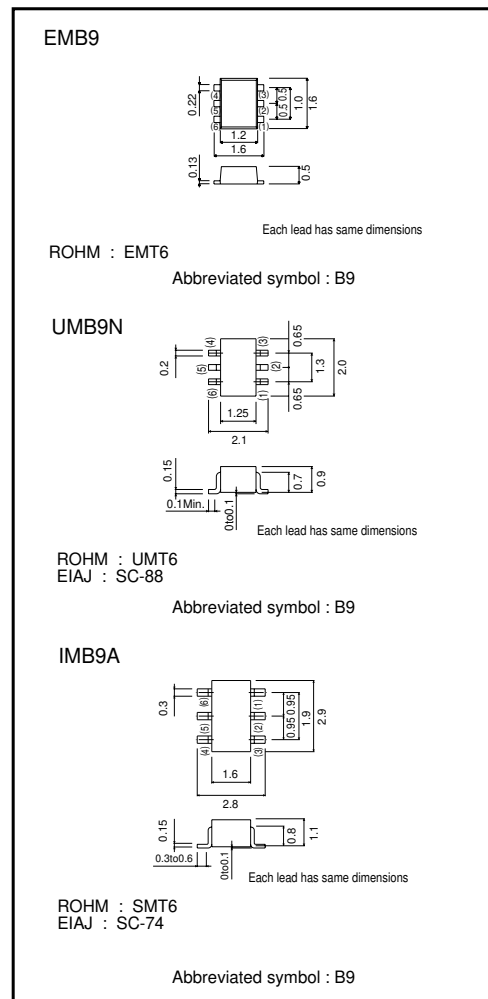 EMB9
0.22
(4)
(3)
(5)
(2)
(6)
(1)
0.5 0.5
1.0
1.6
1.2
1.6
0.13
0.5
Each lead has same dimensions
ROHM : EMT6
Abbreviated symbol : B9
UMB9N
0.2
(4)
(3)
(5)
(2)
(6)
(1)
0.65
0.65
1.3
2.0
1.25
2.1
0.15
0.1Min.
0to0.1
0.7
0.9
Each lead has same dimensions
ROHM : UMT6
EIAJ : SC-88
Abbreviated symbol : B9
IMB9A
0.3
(6)
(1)
(5)
(2)
(4)
(3)
0.95 0.95
1.9
2.9
1.6
2.8
0.15
0.3to0.6
0to0.1
0.8
1.1
Each lead has same dimensions
ROHM : SMT6
EIAJ : SC-74
Abbreviated symbol : B9